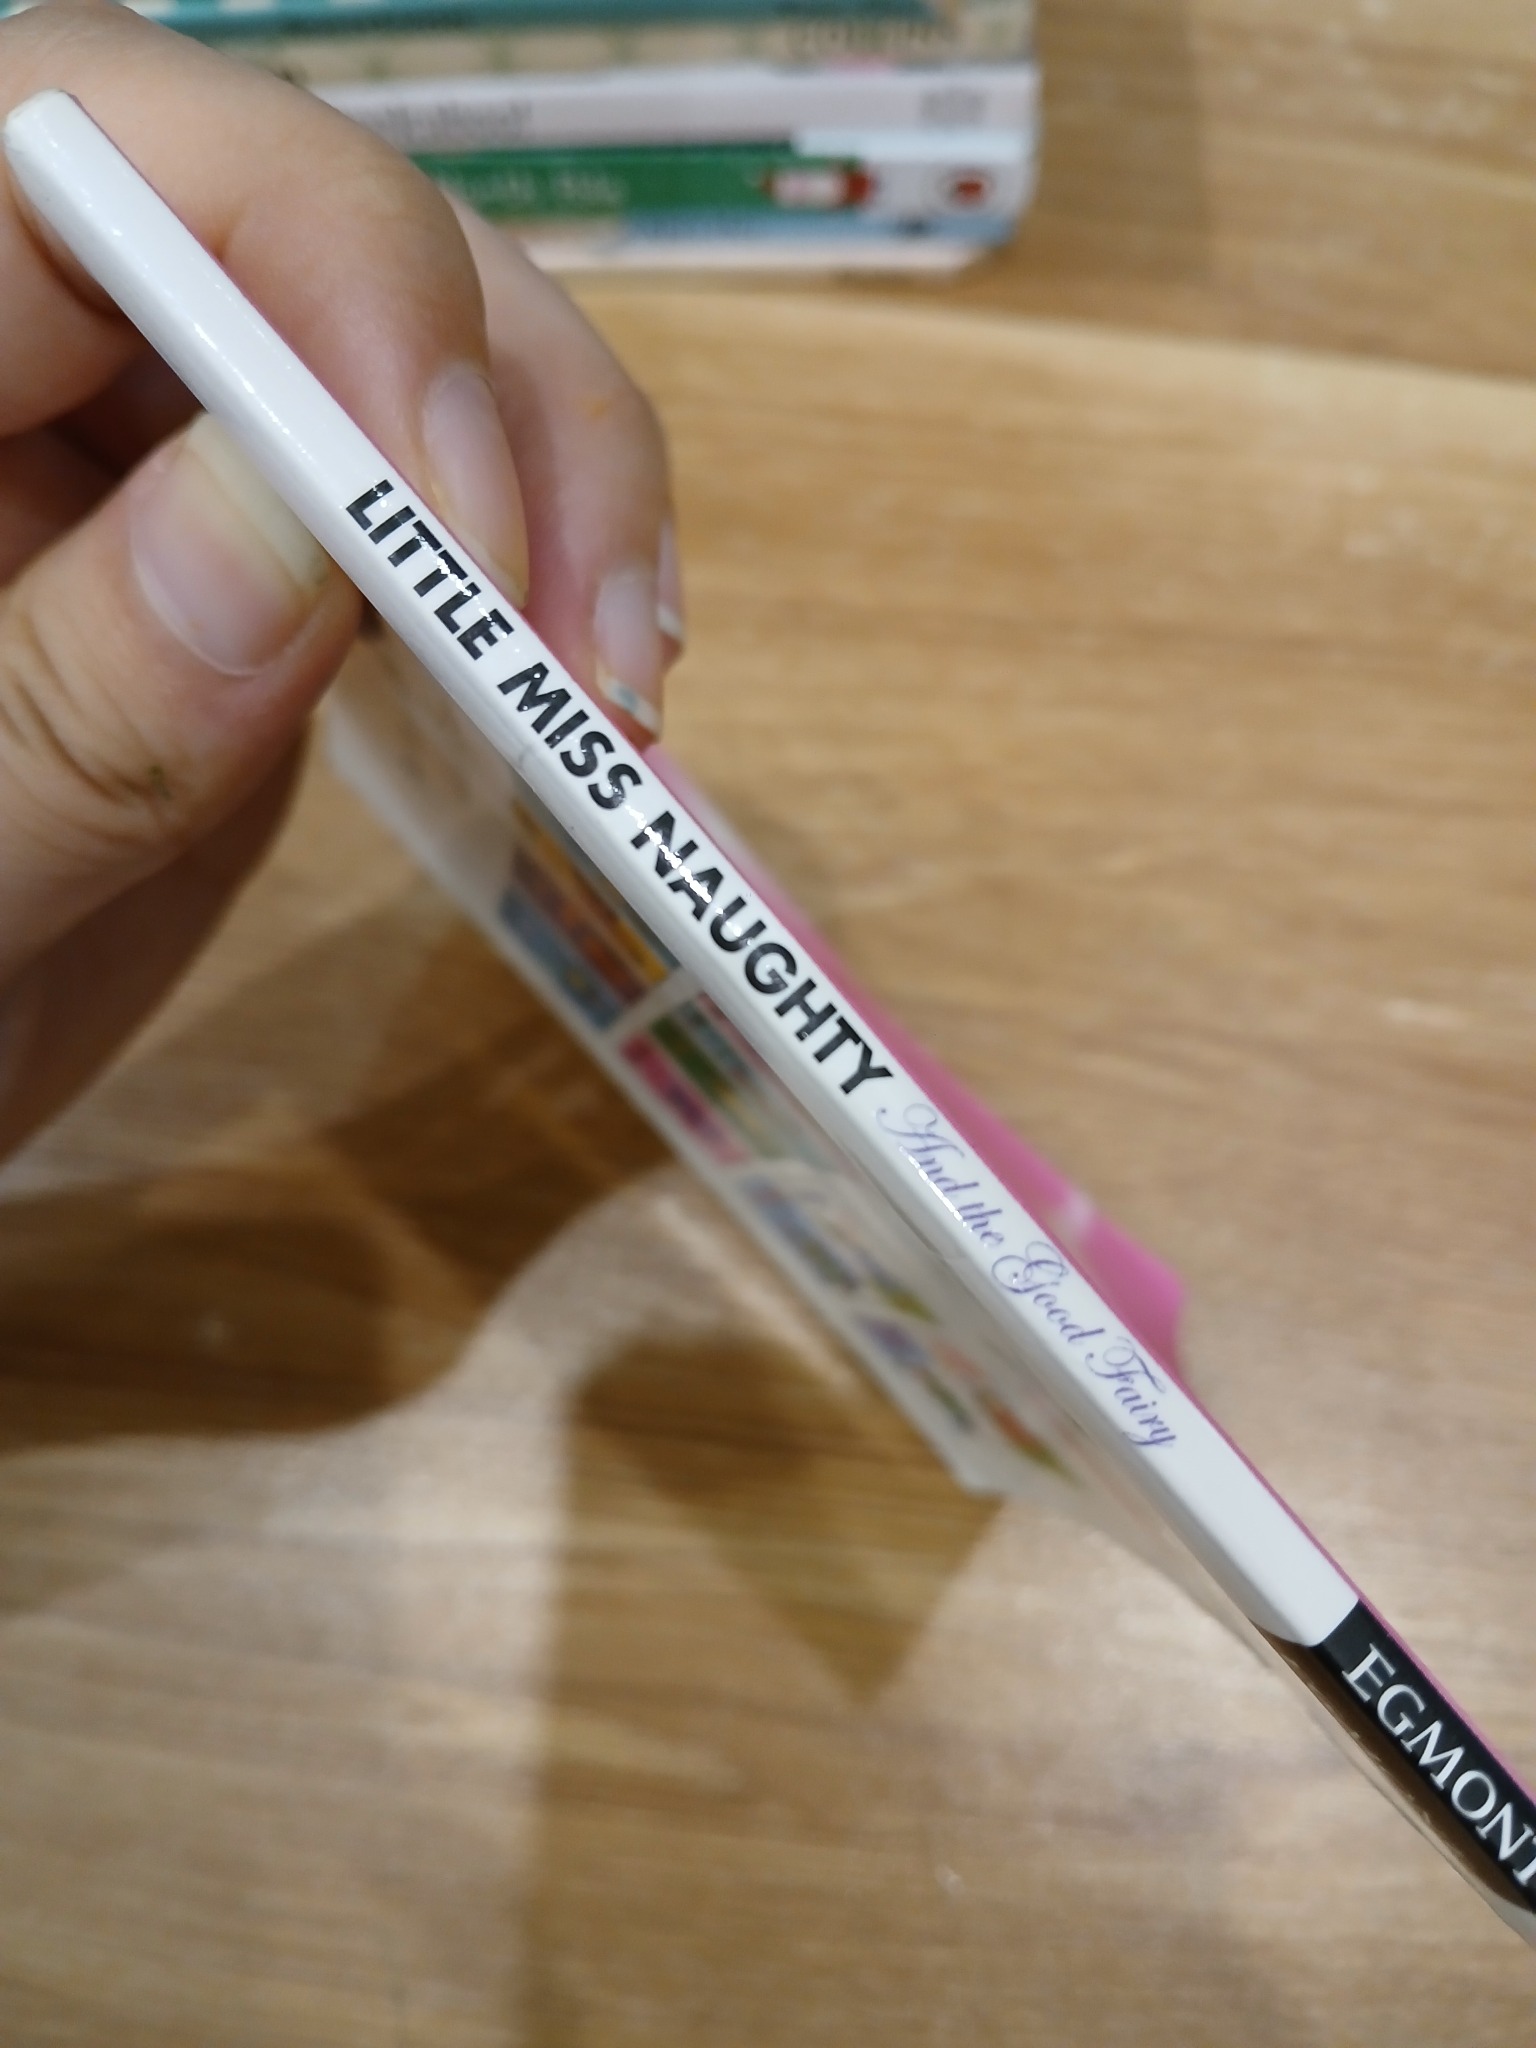 LITTLE MISS NAUGHTY And the Good Fairy
EGMONT